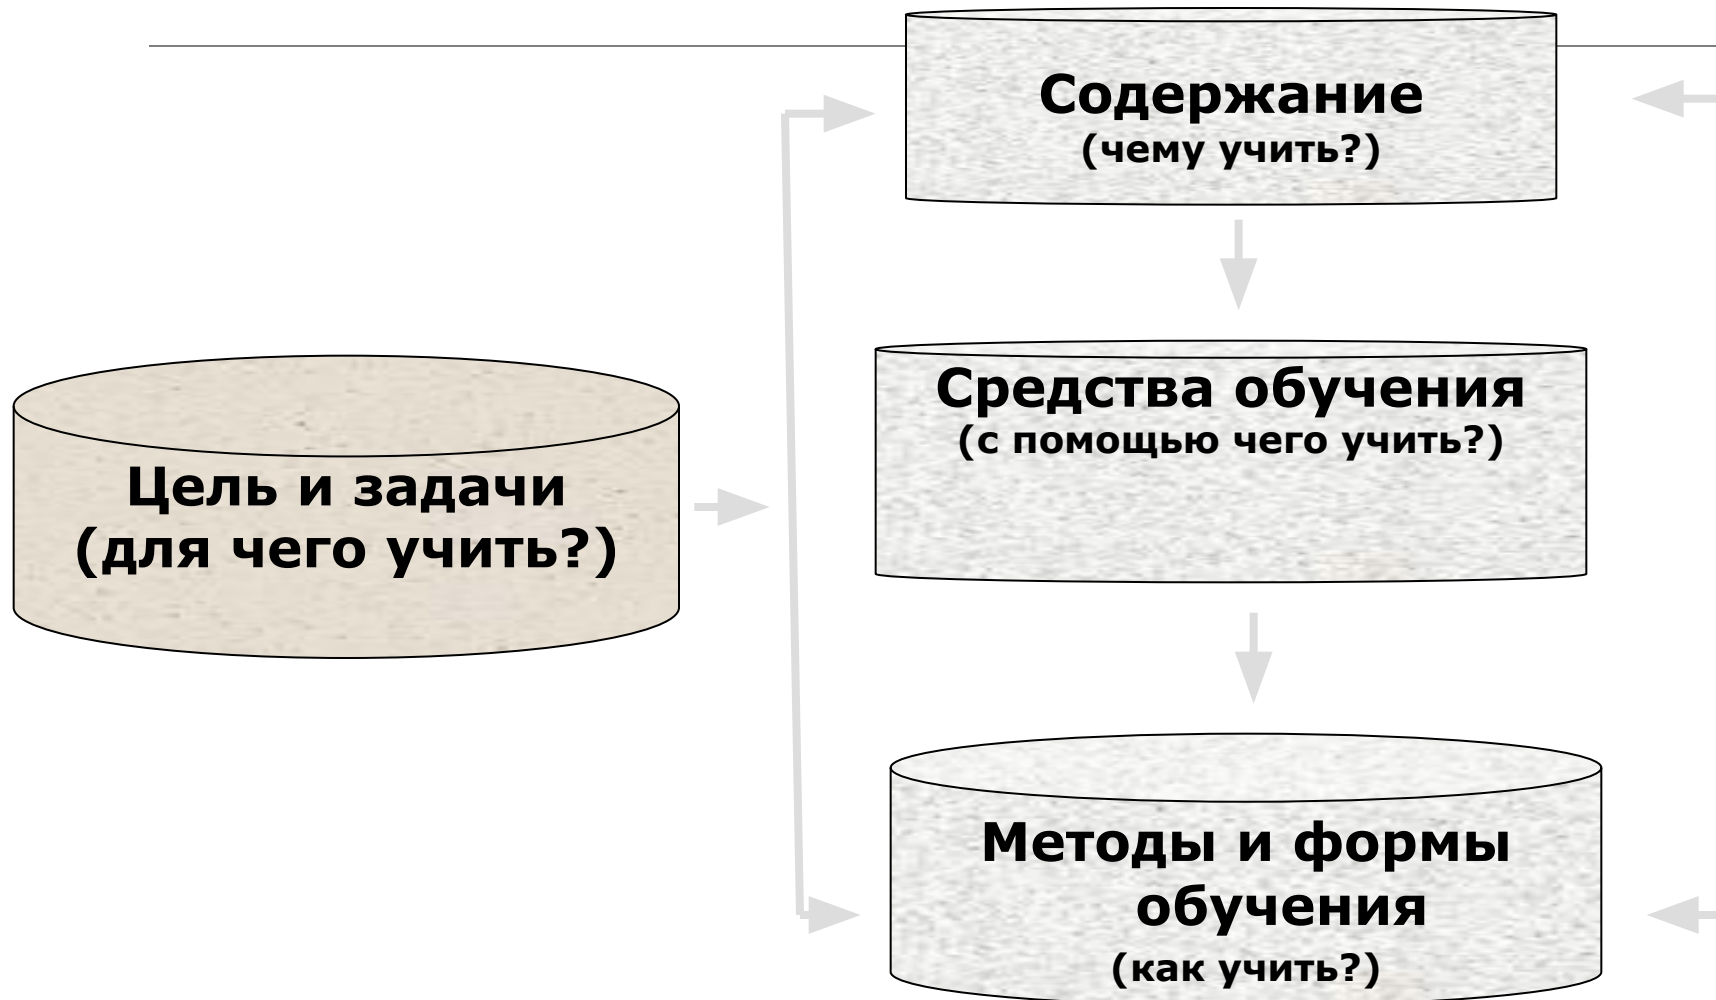 Содержание
(чему учить?)
Средства обучения
(с помощью чего учить?)
Цель и задачи
(для чего учить?)
Методы и формы
обучения
(как учить?)